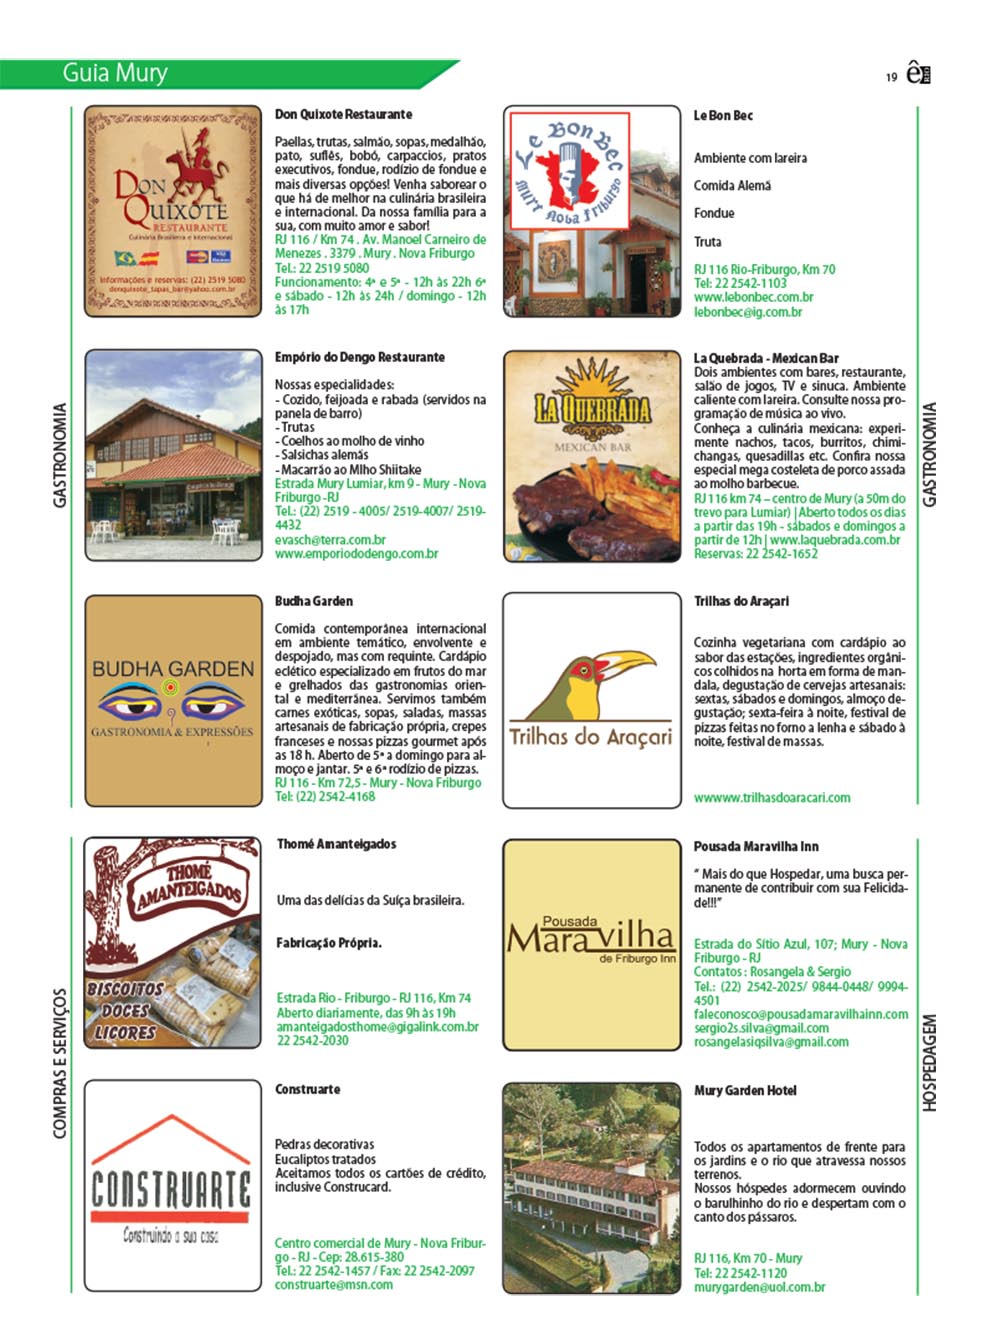 Guia Mury
19 ê
GASTRONOMIA
DON
QUIXOTE
RESTAURANTE
Culinária Brasileira e Internacional
Informações e reservas: (22) 2519 5080
donquixote_tapas_bar@yahoo.com.br
Don Quixote Restaurante
Paellas, trutas, salmão, sopas, medalhão,
pato, suflês, bobó, carpaccios, pratos
executivos, fondue, rodízio de fondue e
mais diversas opções! Venha saborear o
que há de melhor na culinária brasileira
e internacional. Da nossa família para a
sua, com muito amor e sabor!
RJ 116 / Km 74 . Av. Manoel Carneiro de
Menezes . 3379 . Mury . Nova Friburgo
Tel.: 22 2519 5080
Funcionamento: 4ª e 5ª - 12h às 22h 6ª
e sábado - 12h às 24h / domingo - 12h
às 17h
Empório do Dengo Restaurante
Nossas especialidades:
- Cozido, feijoada e rabada (servidos na
panela de barro)
- Trutas
- Coelhos ao molho de vinho
- Salsichas alemãs
- Macarrão ao Mlho Shiitake
Estrada Mury Lumiar, km 9 - Mury - Nova
Friburgo -RJ
Tel.: (22) 2519 - 4005/ 2519-4007/ 2519-
4432
evasch@terra.com.br
www.emporiododengo.com.br
BUDHA GARDEN
GASTRONOMIA & EXPRESSÕES
Budha Garden
Comida contemporânea internacional
em ambiente temático, envolvente e
despojado, mas com requinte. Cardápio
eclético especializado em frutos do mar
e grelhados das gastronomias orien-
tal e mediterrânea. Servimos também
carnes exóticas, sopas, saladas, massas
artesanais de fabricação própria, crepes
franceses e nossas pizzas gourmet após
as 18 h. Aberto de 5ª a domingo para al-
moço e jantar. 5ª e 6ª rodízio de pizzas.
RJ 116 - Km 72,5 - Mury - Nova Friburgo
Tel: (22) 2542-4168
Le Bon Bec
Mury Nova Friburgo
Le Bon Bec
Ambiente com lareira
Comida Alemã
Fondue
Truta
RJ 116 Rio-Friburgo, Km 70
Tel: 22 2542-1103
www.lebonbec.com.br
lebonbec@ig.com.br
LA QUEBRADA
MEXICAN BAR
La Quebrada - Mexican Bar
Dois ambientes com bares, restaurante,
salão de jogos, TV e sinuca. Ambiente
caliente com lareira. Consulte nossa pro-
gramação de música ao vivo.
Conheça a culinária mexicana: experi-
mente nachos, tacos, burritos, chimi-
changas, quesadillas etc. Confira nossa
especial mega costeleta de porco assada
ao molho barbecue.
RJ 116 km 74 – centro de Mury (a 50m do
trevo para Lumiar) | Aberto todos os dias
a partir das 19h - sábados e domingos a
partir de 12h | www.laquebrada.com.br
Reservas: 22 2542-1652
Trilhas do Araçari
Trilhas do Araçari
Cozinha vegetariana com cardápio ao
sabor das estações, ingredientes orgâni-
cos colhidos na horta em forma de man-
dala, degustação de cervejas artesanais:
sextas, sábados e domingos, almoço de-
gustação; sexta-feira à noite, festival de
pizzas feitas no forno a lenha e sábado à
noite, festival de massas.
wwwww.trilhasdoaracari.com
GASTRONOMIA
COMPRAS E SERVIÇOS
THOMÉ
AMANTEIGADOS
BISCOITOS
DOCES
LICORES
Thomé Amanteigados
Uma das delícias da Suíça brasileira.
Fabricação Própria.
Estrada Rio - Friburgo - RJ 116, Km 74
Aberto diariamente, das 9h às 19h
amanteigadosthome@gigalink.com.br
22 2542-2030
CONSTRUARTE
Construindo a sua casa
Construarte
Pedras decorativas
Eucaliptos tratados
Aceitamos todos os cartões de crédito,
inclusive Construcard.
Centro comercial de Mury - Nova Fribur-
go - RJ - Cep: 28.615-380
Tel.: 22 2542-1457 / Fax: 22 2542-2097
construarte@msn.com
Pousada
Maravilha
de Friburgo Inn
Pousada Maravilha Inn
“ Mais do que Hospedar, uma busca per-
manente de contribuir com sua Felicida-
de!!!”
Estrada do Sítio Azul, 107; Mury - Nova
Friburgo - RJ
Contatos : Rosangela & Sergio
Tel.: (22) 2542-2025/ 9844-0448/ 9994-
4501
faleconosco@pousadamaravilhainn.com
sergio2s.silva@gmail.com
rosangelasiqsilva@gmail.com
Mury Garden Hotel
Todos os apartamentos de frente para
os jardins e o rio que atravessa nossos
terrenos.
Nossos hóspedes adormecem ouvindo
o barulhinho do rio e despertam com o
canto dos pássaros.
RJ 116, Km 70 - Mury
Tel: 22 2542-1120
murygarden@uol.com.br
HOSPEDAGEM